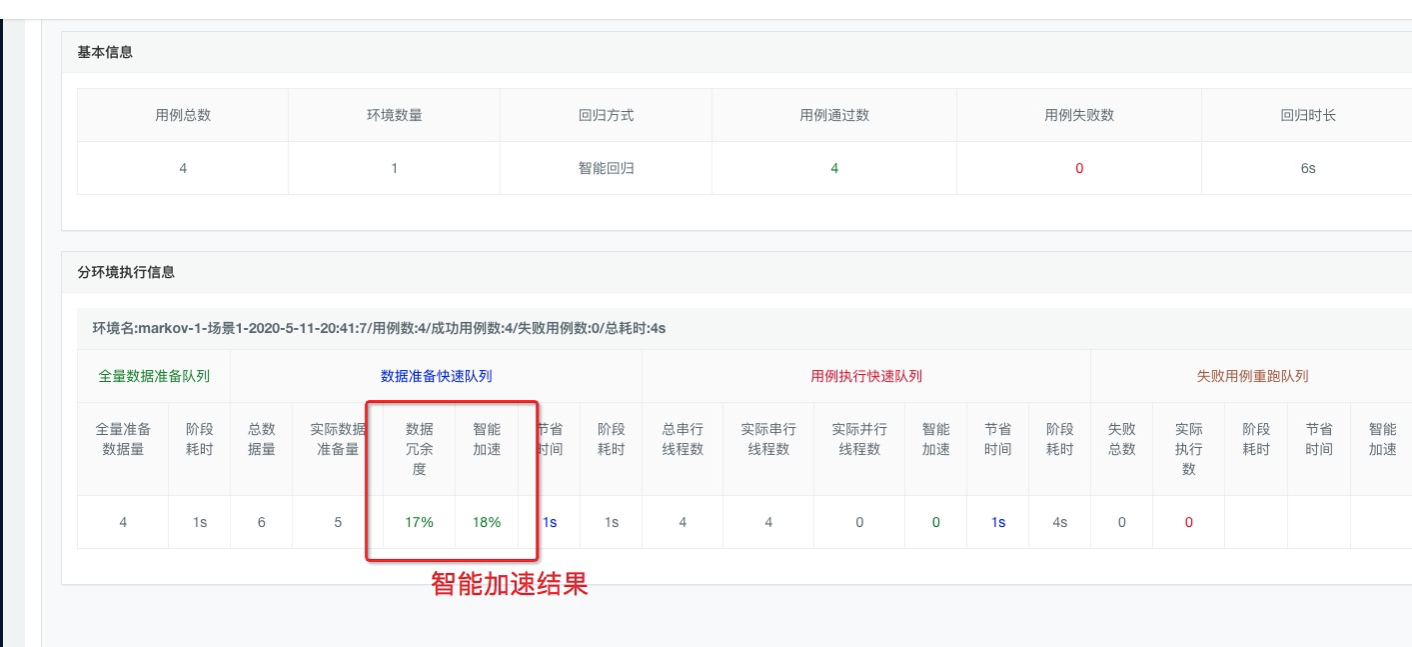 基本信息
用例总数 环境数量 回归方式 用例通过数 用例失败数 回归时长
4 1 智能回归 4 0 6s
分环境执行信息
环境名:markov-1-场景1-2020-5-11-20:41:7/用例数:4/成功用例数:4/失败用例数:0/总耗时:4s
全量数据准备队列 数据准备快速队列 用例执行快速队列 失败用例重跑队列
全量准备 阶段 总数 实际数据 数据 智能 节省 阶段 总串行 实际串行 实际并行 智能 节省 阶段 失败 实际 阶段 节省 智能
数据量 耗时 据量 准备量 冗余 加速 时间 耗时 线程数 线程数 线程数 加速 时间 耗时 总数 执行 耗时 时间 加速
度 数
4 1s 6 5 17% 18% 1s 1s 4 4 0 0 1s 4s 0 0
智能加速结果